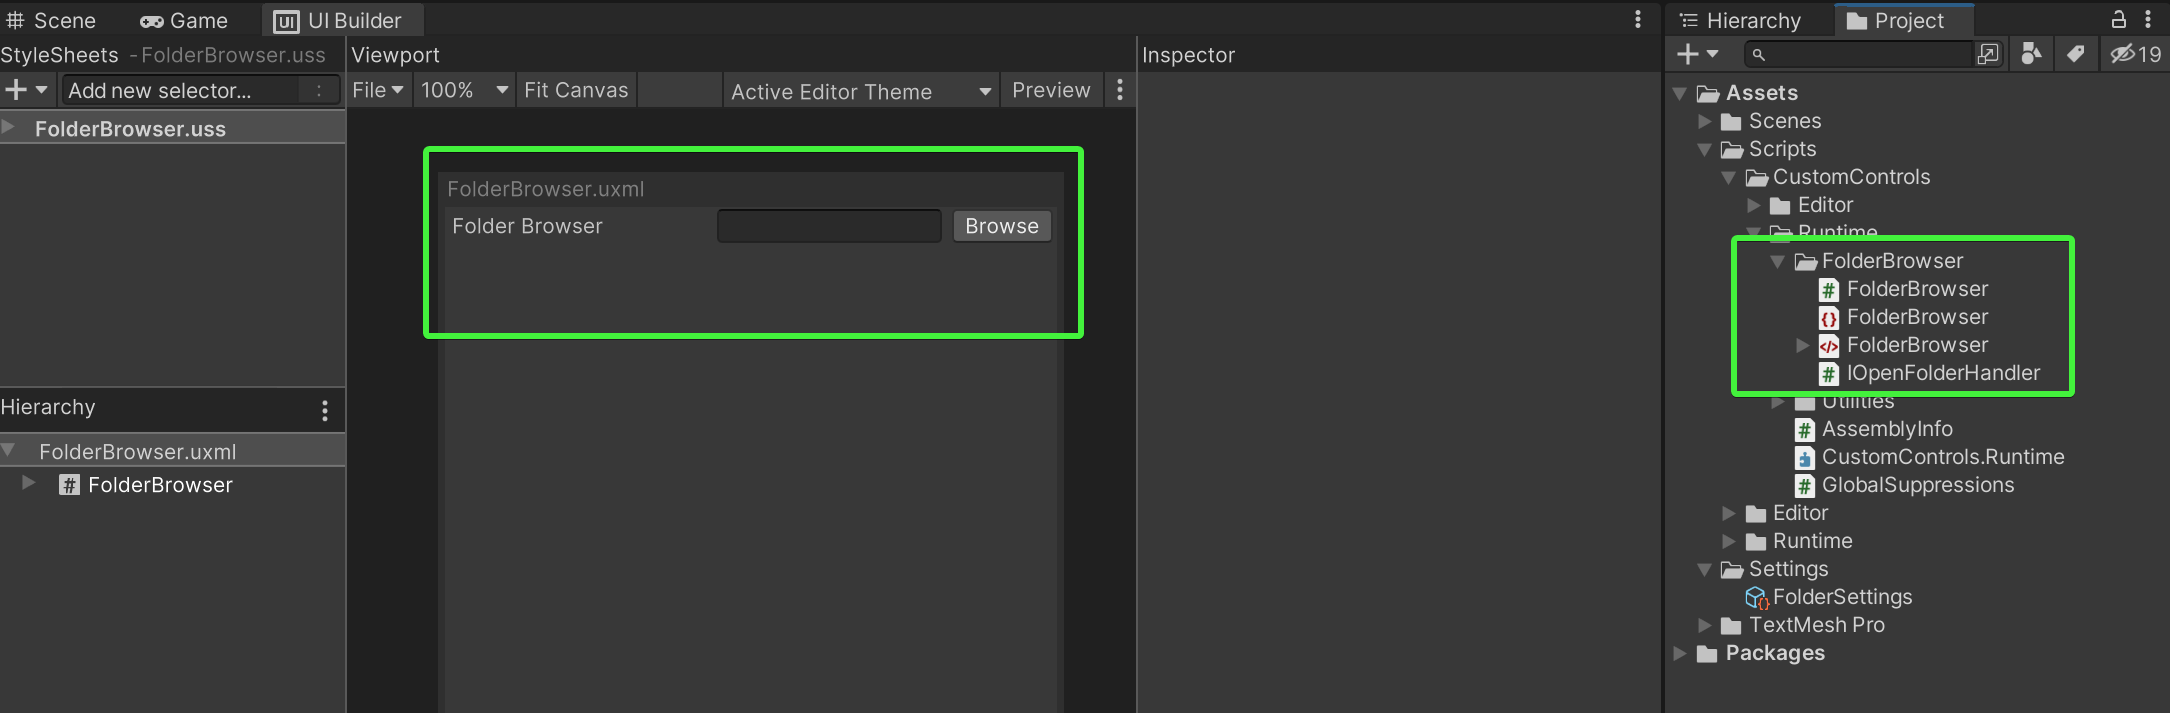 Scene Game UI Builder
StyleSheets - FolderBrowser.uss
Add new selector... :
FolderBrowser.uss
Hierarchy
FolderBrowser.uxml
# FolderBrowser
Viewport
File 100% Fit Canvas Active Editor Theme Preview
FolderBrowser.uxml
Folder Browser Browse
Inspector
Hierarchy Project
19
Assets
Scenes
Scripts
CustomControls
Editor
Runtime
FolderBrowser
# FolderBrowser
{} FolderBrowser
</> FolderBrowser
# IOpenFolderHandler
Utilities
# AssemblyInfo
CustomControls.Runtime
# GlobalSuppressions
Editor
Runtime
Settings
FolderSettings
TextMesh Pro
Packages